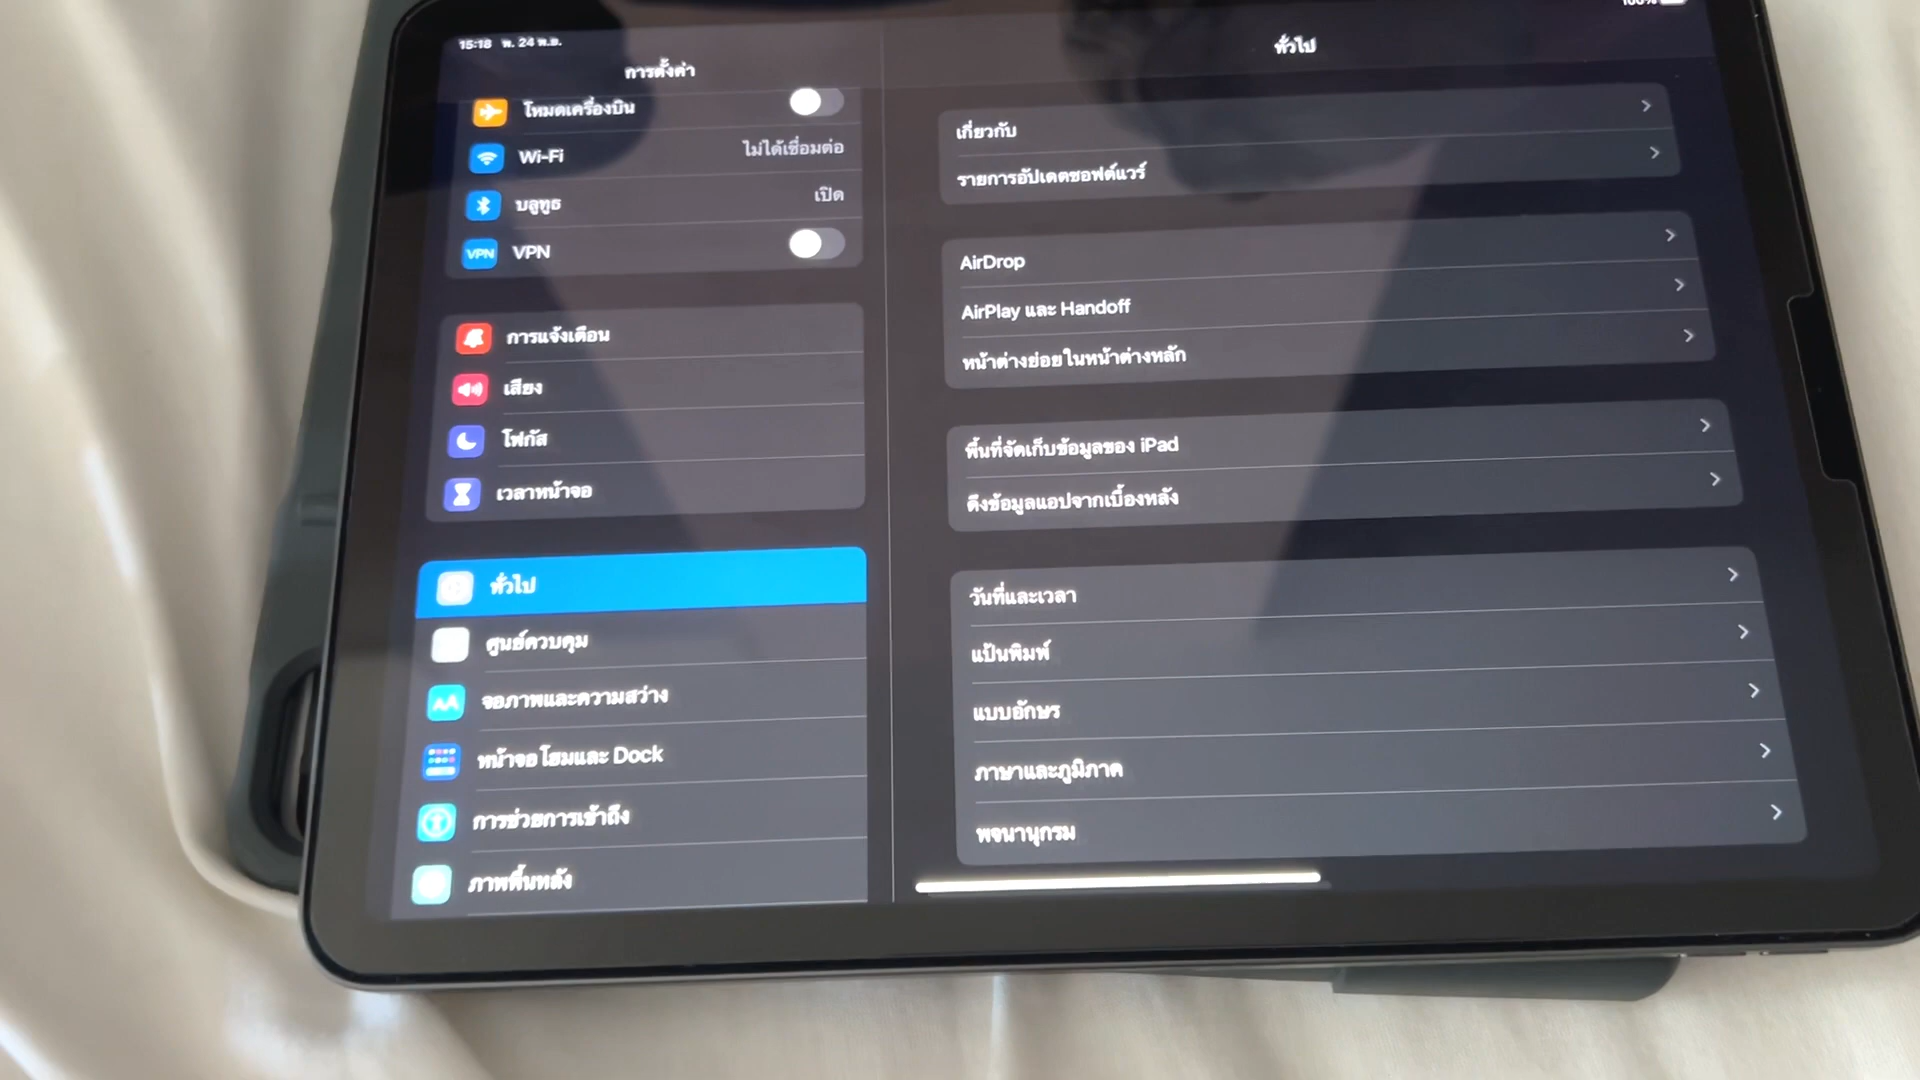 15:18 พ. 24 พ.ย.
100%
การตั้งค่า
โหมดเครื่องบิน
Wi-Fi ไม่ได้เชื่อมต่อ
บลูทูธ เปิด
VPN VPN
การแจ้งเตือน
เสียง
โฟกัส
เวลาหน้าจอ
ทั่วไป
ศูนย์ควบคุม
AA จอภาพและความสว่าง
หน้าจอโฮมและ Dock
การช่วยการเข้าถึง
ภาพพื้นหลัง
ทั่วไป
เกี่ยวกับ
รายการอัปเดตซอฟต์แวร์
AirDrop
AirPlay และ Handoff
หน้าต่างย่อยในหน้าต่างหลัก
พื้นที่จัดเก็บข้อมูลของ iPad
ดึงข้อมูลแอปจากเบื้องหลัง
วันที่และเวลา
แป้นพิมพ์
แบบอักษร
ภาษาและภูมิภาค
พจนานุกรม